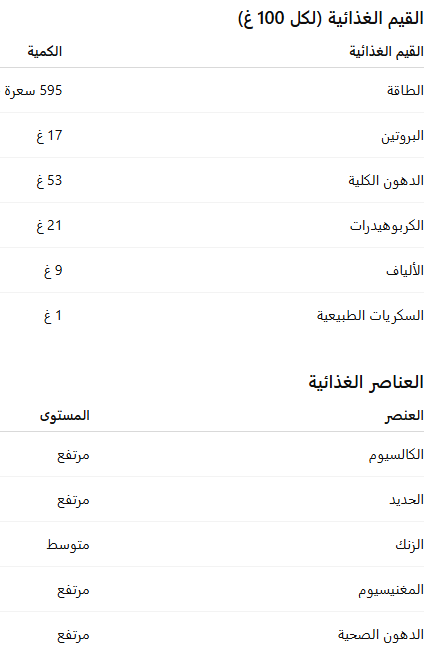 القيم الغذائية (لكل 100 غ)
القيم الغذائية الكمية
الطاقة 595 سعرة
البروتين 17 غ
الدهون الكلية 53 غ
الكربوهيدرات 21 غ
الألياف 9 غ
السكريات الطبيعية 1 غ
العناصر الغذائية
العنصر المستوى
الكالسيوم مرتفع
الحديد مرتفع
الزنك متوسط
المغنيسيوم مرتفع
الدهون الصحية مرتفع